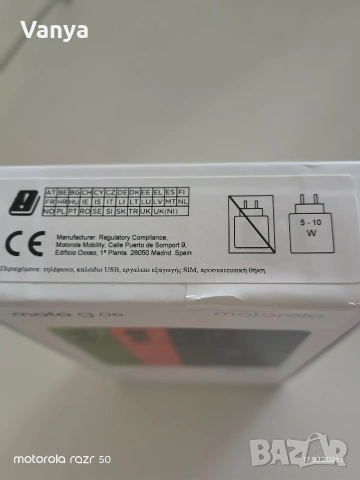 Vanya
AT BE BG CH CY CZ DE DK EE EL ES FI
FR HR HU IE IS IT LI LT LU LV MT NL
NO PL PT RO SE SI SK TR UK UK(NI)
5 - 10
W
CE
Manufacturer: Regulatory Compliance,
Motorola Mobility, Calle Puerto de Somport 9,
Edificio Oxxeo, 1ª Planta. 28050 Madrid. Spain
Περιεχόμενα: τηλέφωνο, καλώδιο USB, εργαλείο εξαγωγής SIM, προστατευτική θήκη.
moto g 06
motorola
motorola razr 50
BAZAR